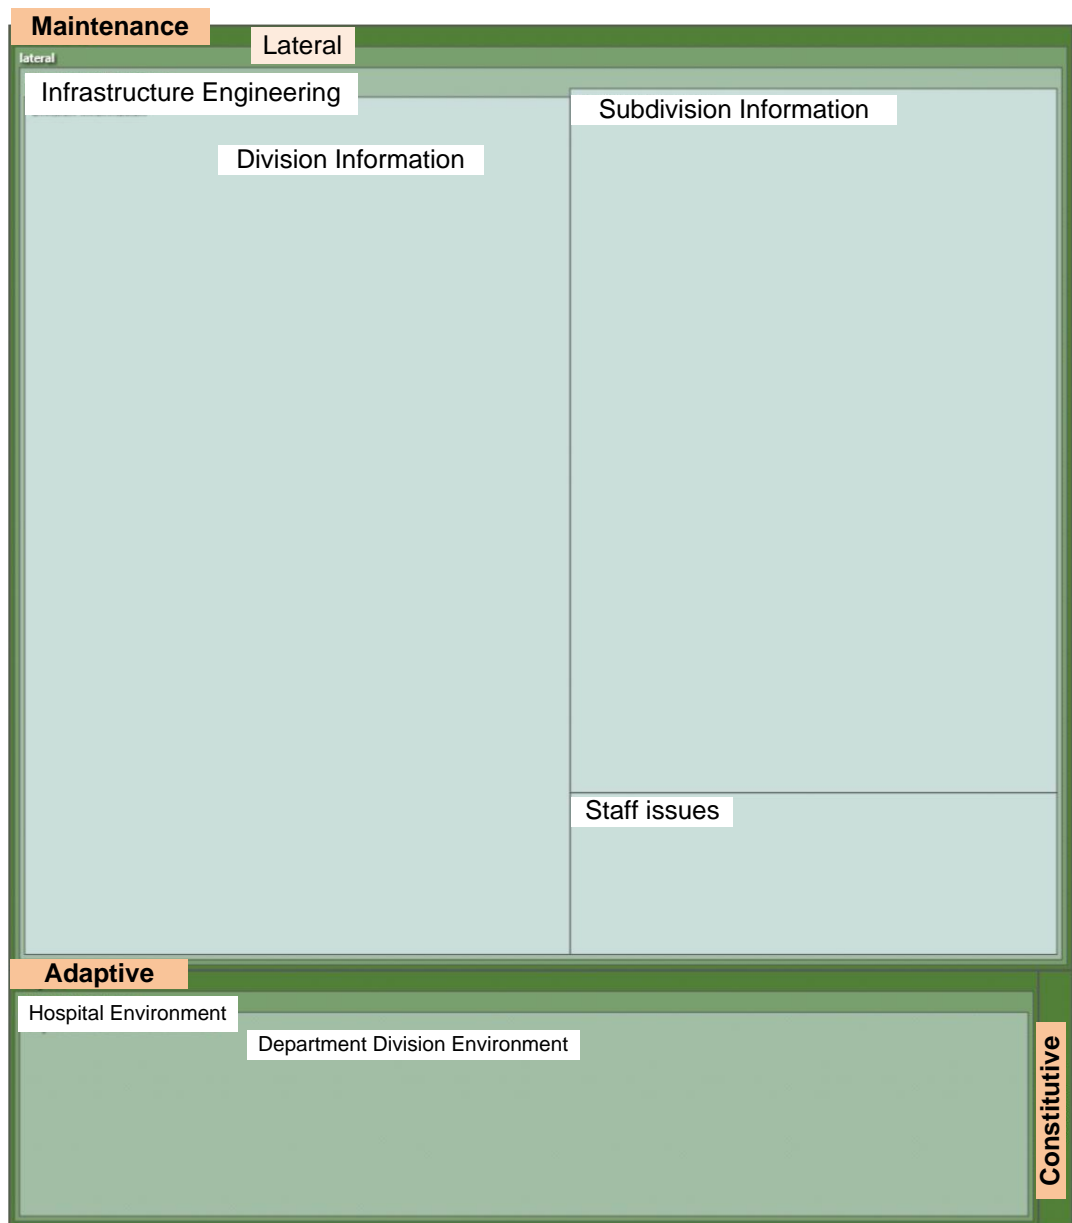 Maintenance
Lateral
lateral
Infrastructure Engineering
Subdivision Information
Division Information
Staff issues
Adaptive
Hospital Environment
Department Division Environment
Constitutive